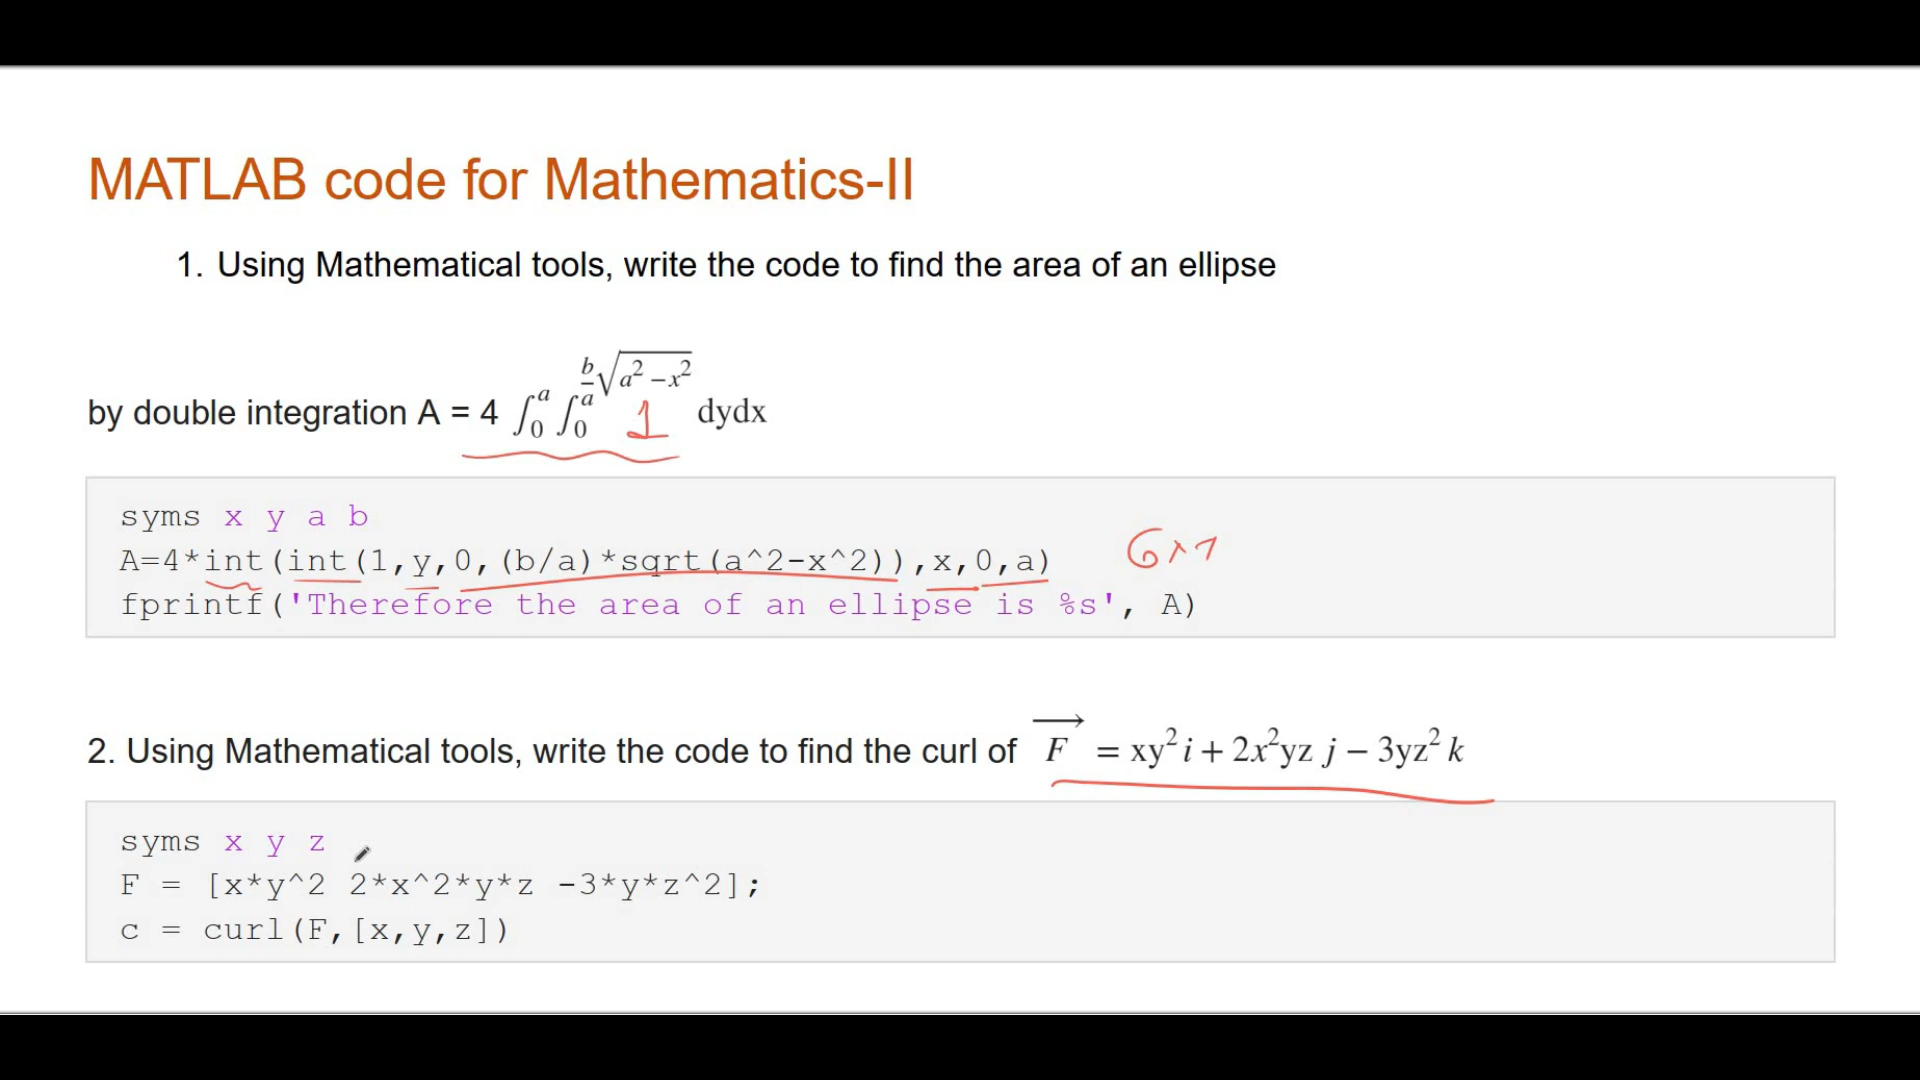 MATLAB code for Mathematics-II
1. Using Mathematical tools, write the code to find the area of an ellipse
by double integration A = 4 ∫₀ᵃ ∫₀^(b/a √(a² − x²)) 1 dydx
syms x y a b
A=4*int(int(1,y,0,(b/a)*sqrt(a^2-x^2)),x,0,a)
fprintf('Therefore the area of an ellipse is %s', A)
2. Using Mathematical tools, write the code to find the curl of F⃗ = xy² i + 2x²yz j − 3yz² k
syms x y z
F = [x*y^2 2*x^2*y*z -3*y*z^2];
c = curl(F,[x,y,z])